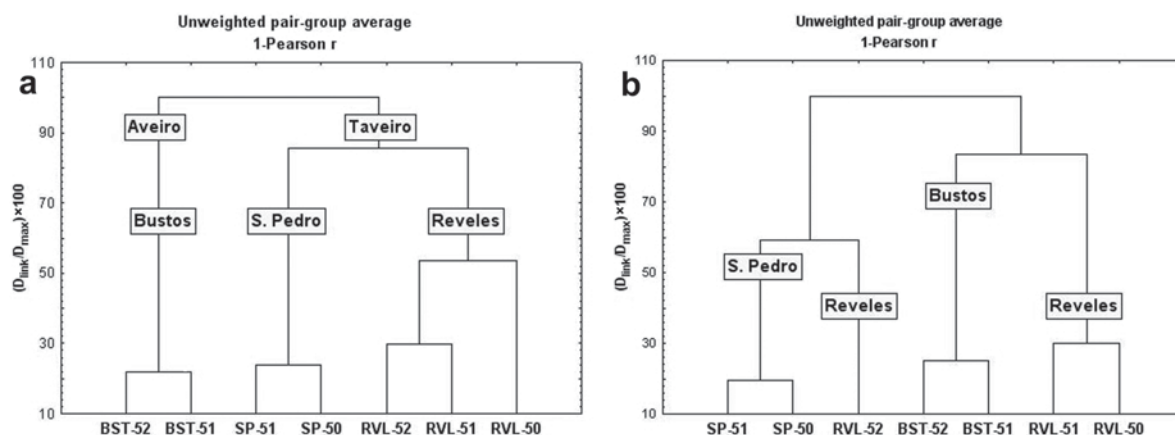 Unweighted pair-group average
1-Pearson r
a
110
90
70
50
30
10
(Dlink/Dmax)×100
Aveiro
Taveiro
Bustos
S. Pedro
Reveles
BST-52 BST-51 SP-51 SP-50 RVL-52 RVL-51 RVL-50
Unweighted pair-group average
1-Pearson r
b
110
90
70
50
30
10
(Dlink/Dmax)×100
Bustos
S. Pedro
Reveles
Reveles
SP-51 SP-50 RVL-52 BST-52 BST-51 RVL-51 RVL-50